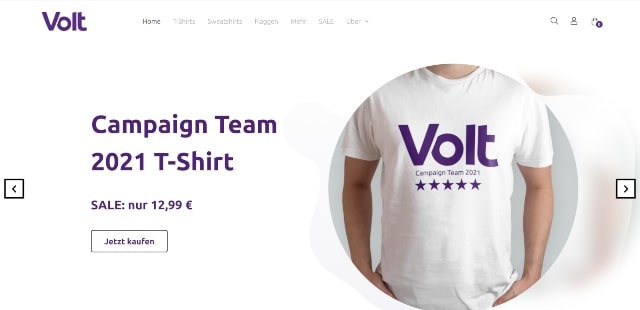 Volt
Home T-Shirts Sweatshirts Flaggen Mehr SALE Über
0
Campaign Team
2021 T-Shirt
SALE: nur 12,99 €
Jetzt kaufen
Volt
Campaign Team 2021